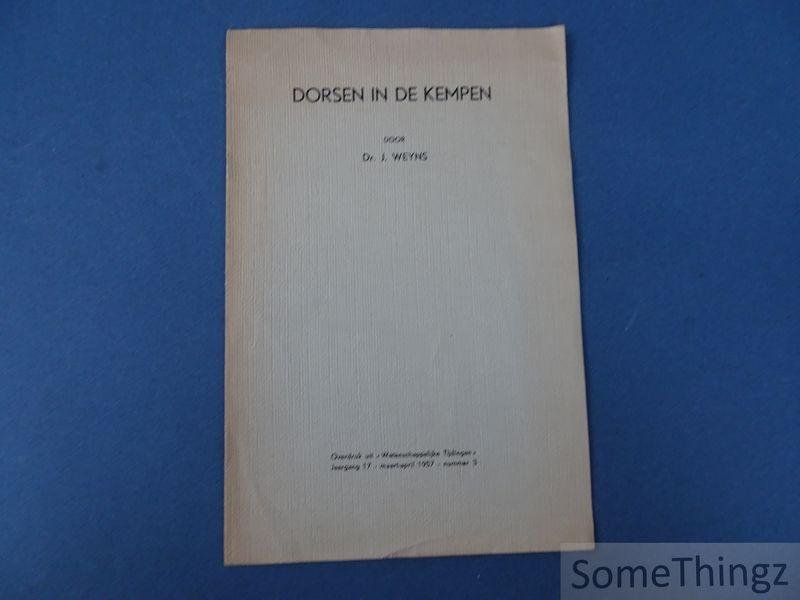 DORSEN IN DE KEMPEN
DOOR
Dr. J. WEYNS
Overdruk uit « Wetenschappelijke Tijdingen »
Jaargang 17 - maart-april 1957 - nummer 3
SomeThingz